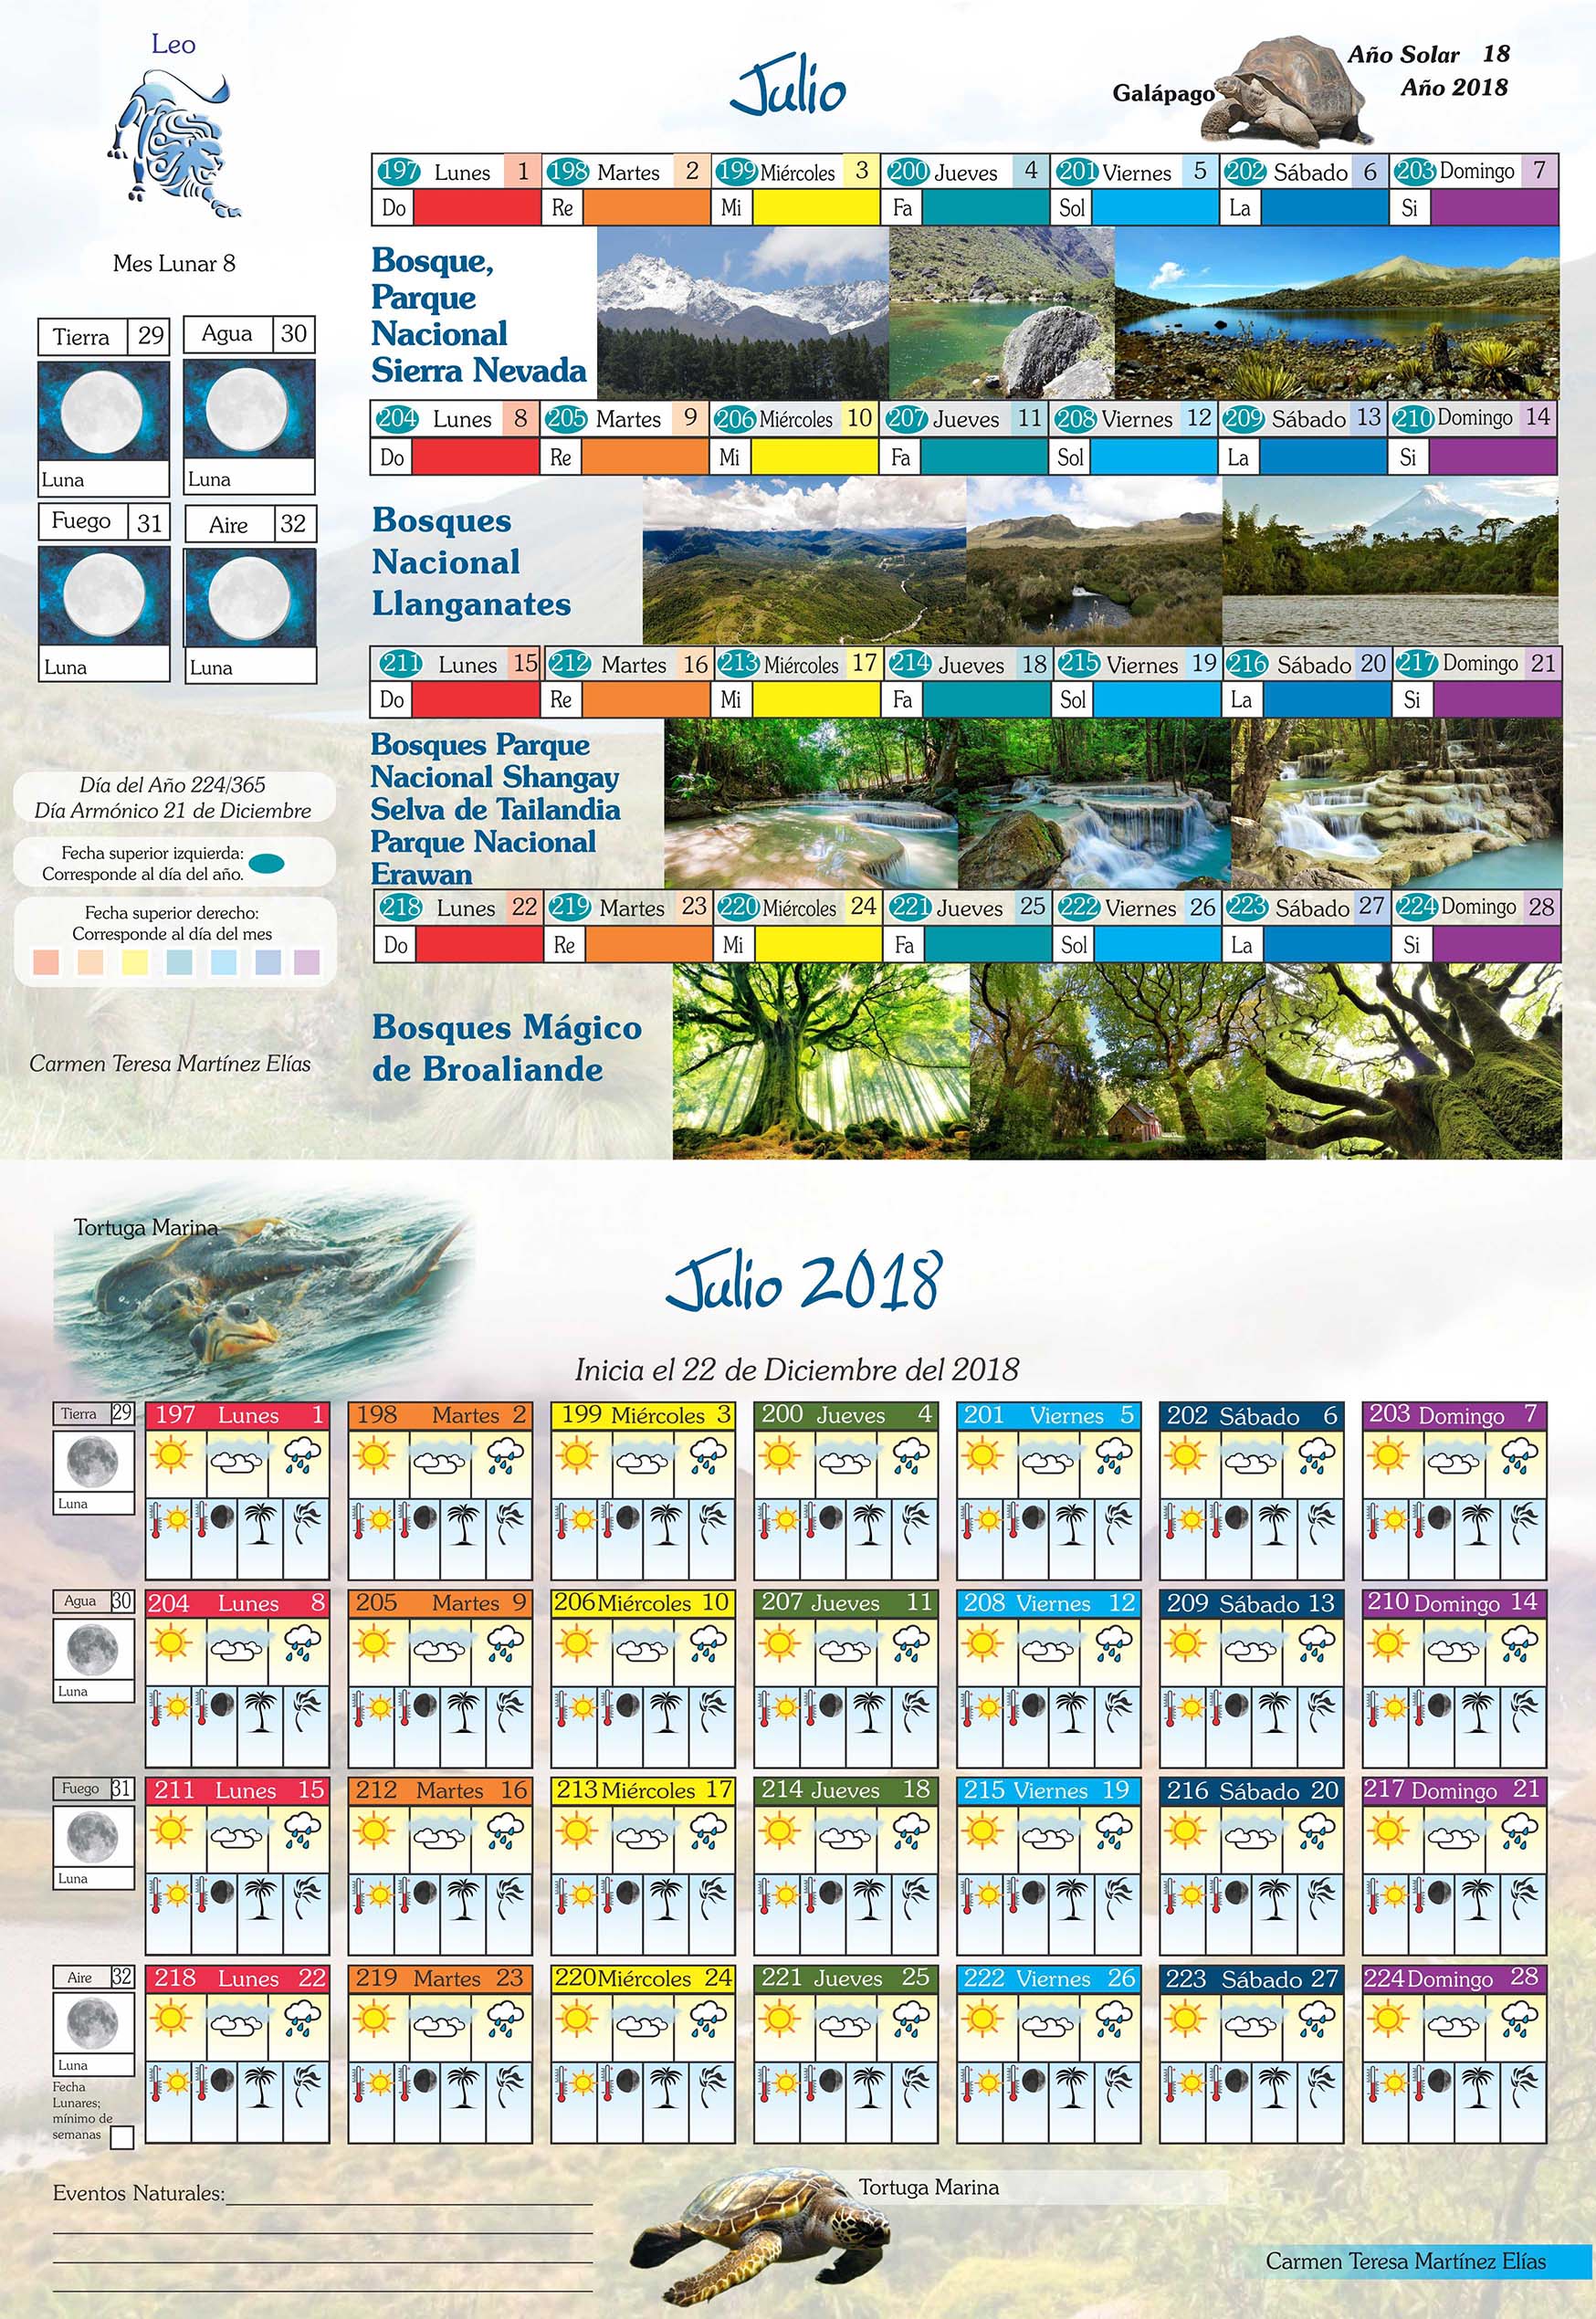 Leo
Julio
Galápago
Año Solar 18
Año 2018
Mes Lunar 8
Tierra 29
Agua 30
Luna
Luna
Fuego 31
Aire 32
Luna
Luna
Día del Año 224/365
Día Armónico 21 de Diciembre
Fecha superior izquierda:
Corresponde al día del año.
Fecha superior derecho:
Corresponde al día del mes
Carmen Teresa Martínez Elías
197 Lunes 1 198 Martes 2 199 Miércoles 3 200 Jueves 4 201 Viernes 5 202 Sábado 6 203 Domingo 7
Do Re Mi Fa Sol La Si
Bosque,
Parque
Nacional
Sierra Nevada
204 Lunes 8 205 Martes 9 206 Miércoles 10 207 Jueves 11 208 Viernes 12 209 Sábado 13 210 Domingo 14
Do Re Mi Fa Sol La Si
Bosques
Nacional
Llanganates
211 Lunes 15 212 Martes 16 213 Miércoles 17 214 Jueves 18 215 Viernes 19 216 Sábado 20 217 Domingo 21
Do Re Mi Fa Sol La Si
Bosques Parque
Nacional Shangay
Selva de Tailandia
Parque Nacional
Erawan
218 Lunes 22 219 Martes 23 220 Miércoles 24 221 Jueves 25 222 Viernes 26 223 Sábado 27 224 Domingo 28
Do Re Mi Fa Sol La Si
Bosques Mágico
de Broaliande
Tortuga Marina
Julio 2018
Inicia el 22 de Diciembre del 2018
Tierra 29 197 Lunes 1 198 Martes 2 199 Miércoles 3 200 Jueves 4 201 Viernes 5 202 Sábado 6 203 Domingo 7
Luna
Agua 30 204 Lunes 8 205 Martes 9 206 Miércoles 10 207 Jueves 11 208 Viernes 12 209 Sábado 13 210 Domingo 14
Luna
Fuego 31 211 Lunes 15 212 Martes 16 213 Miércoles 17 214 Jueves 18 215 Viernes 19 216 Sábado 20 217 Domingo 21
Luna
Aire 32 218 Lunes 22 219 Martes 23 220 Miércoles 24 221 Jueves 25 222 Viernes 26 223 Sábado 27 224 Domingo 28
Luna
Fecha
Lunares;
mínimo de
semanas
Eventos Naturales:
Tortuga Marina
Carmen Teresa Martínez Elías